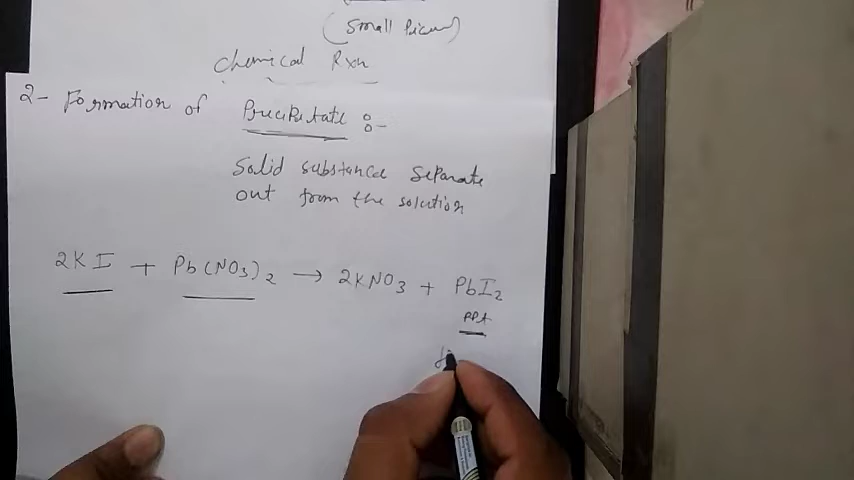 (Small Pieces)
Chemical Rxn
2- Formation of Precipitate :-
Solid substance separate
out from the solution
2KI + Pb(NO3)2 → 2KNO3 + PbI2
PPt